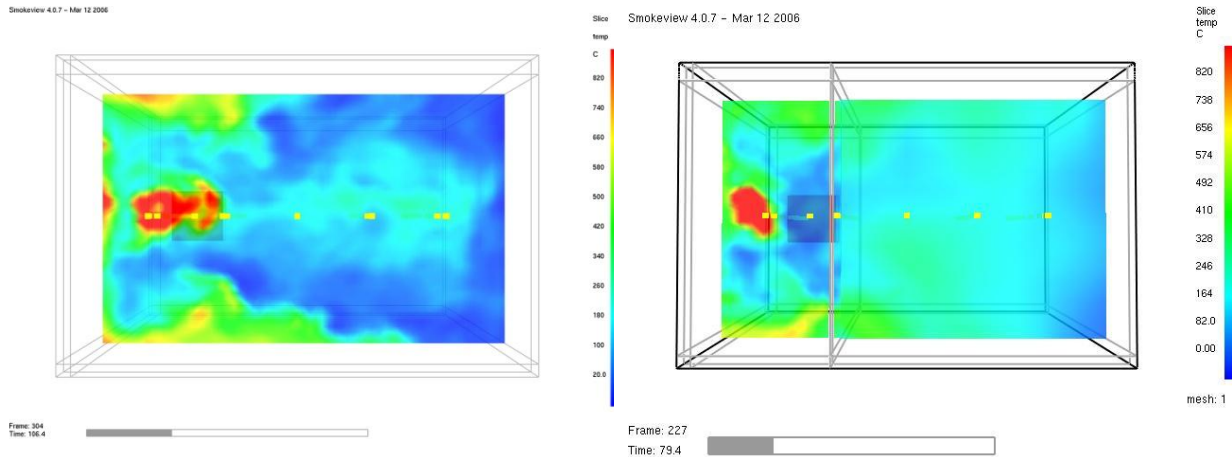 Smokeview 4.0.7 – Mar 12 2006
Slice
temp
C
820
740
660
580
500
420
340
260
180
100
20.0
Frame: 304
Time: 106.4
Smokeview 4.0.7 – Mar 12 2006
Slice
temp
C
820
738
656
574
492
410
328
246
164
82.0
0.00
mesh: 1
Frame: 227
Time: 79.4